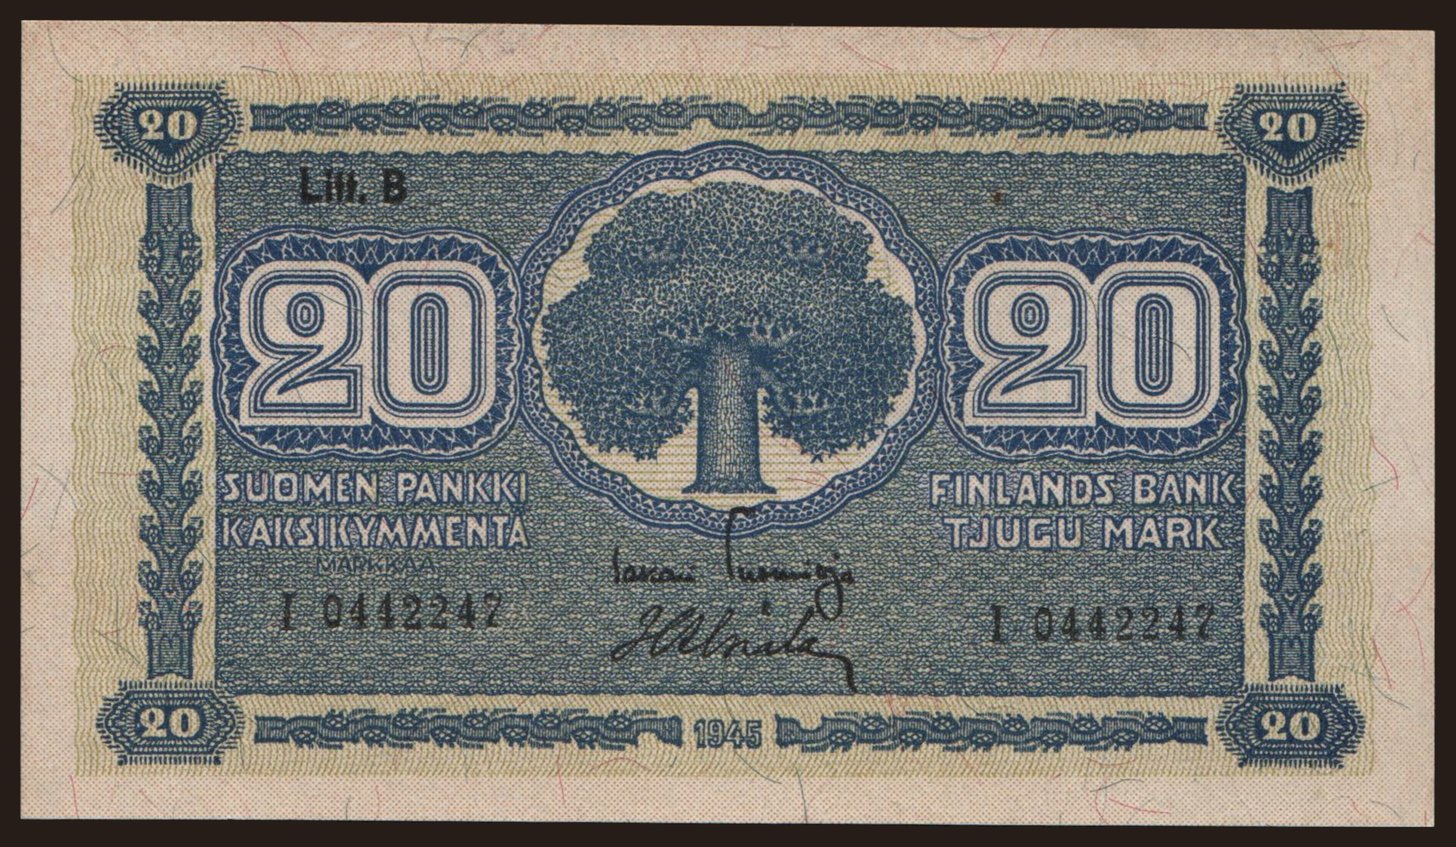 20 20
Litt. B
20 20
SUOMEN PANKKI FINLANDS BANK
KAKSIKYMMENTÄ TJUGU MARK
MARKKAA
I 0442247 I 0442247
20 1945 20